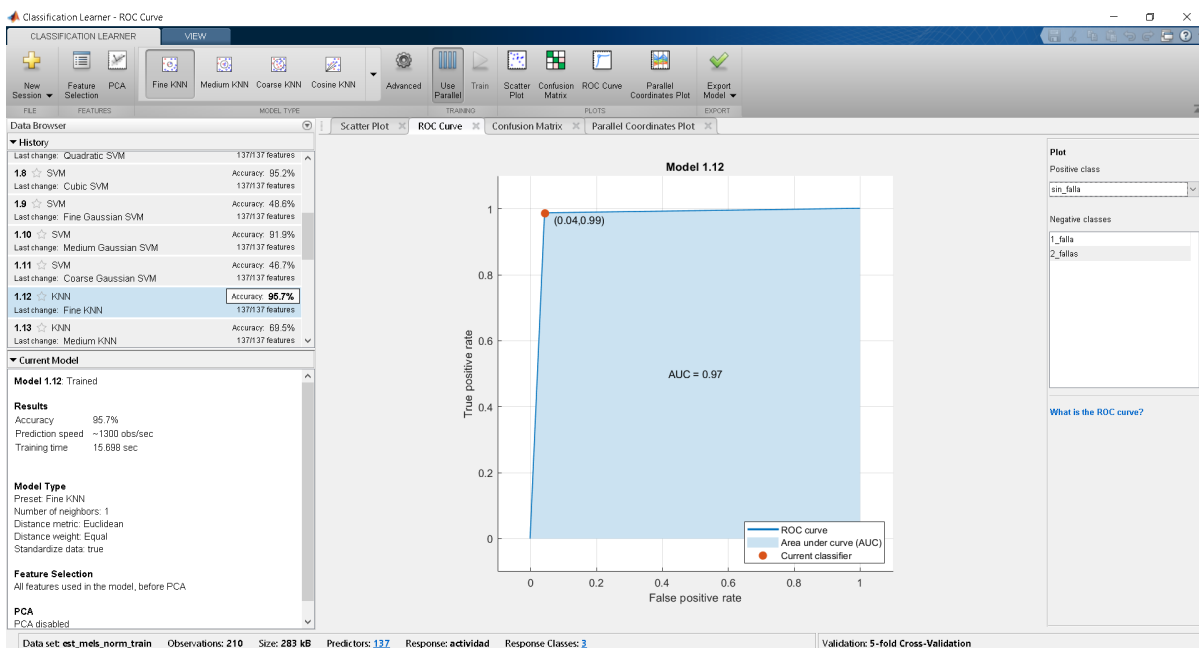 Classification Learner - ROC Curve
CLASSIFICATION LEARNER
VIEW
New Session
Feature Selection
PCA
Fine KNN
Medium KNN
Coarse KNN
Cosine KNN
Advanced
Use Parallel
Train
Scatter Plot
Confusion Matrix
ROC Curve
Parallel Coordinates Plot
Export Model
FILE
FEATURES
MODEL TYPE
TRAINING
PLOTS
EXPORT
Data Browser
History
Last change: Quadratic SVM 137/137 features
1.8 SVM Accuracy: 95.2%
Last change: Cubic SVM 137/137 features
1.9 SVM Accuracy: 48.6%
Last change: Fine Gaussian SVM 137/137 features
1.10 SVM Accuracy: 91.9%
Last change: Medium Gaussian SVM 137/137 features
1.11 SVM Accuracy: 46.7%
Last change: Coarse Gaussian SVM 137/137 features
1.12 KNN Accuracy: 95.7%
Last change: Fine KNN 137/137 features
1.13 KNN Accuracy: 69.5%
Last change: Medium KNN 137/137 features
Current Model
Model 1.12: Trained
Results
Accuracy 95.7%
Prediction speed ~1300 obs/sec
Training time 15.698 sec
Model Type
Preset: Fine KNN
Number of neighbors: 1
Distance metric: Euclidean
Distance weight: Equal
Standardize data: true
Feature Selection
All features used in the model, before PCA
PCA
PCA disabled
Scatter Plot
ROC Curve
Confusion Matrix
Parallel Coordinates Plot
Model 1.12
1
0.8
0.6
0.4
0.2
0
True positive rate
(0.04,0.99)
AUC = 0.97
ROC curve
Area under curve (AUC)
Current classifier
0 0.2 0.4 0.6 0.8 1
False positive rate
Plot
Positive class
sin_falla
Negative classes
1_falla
2_fallas
What is the ROC curve?
Data set: est_mels_norm_train Observations: 210 Size: 283 kB Predictors: 137 Response: actividad Response Classes: 3 Validation: 5-fold Cross-Validation